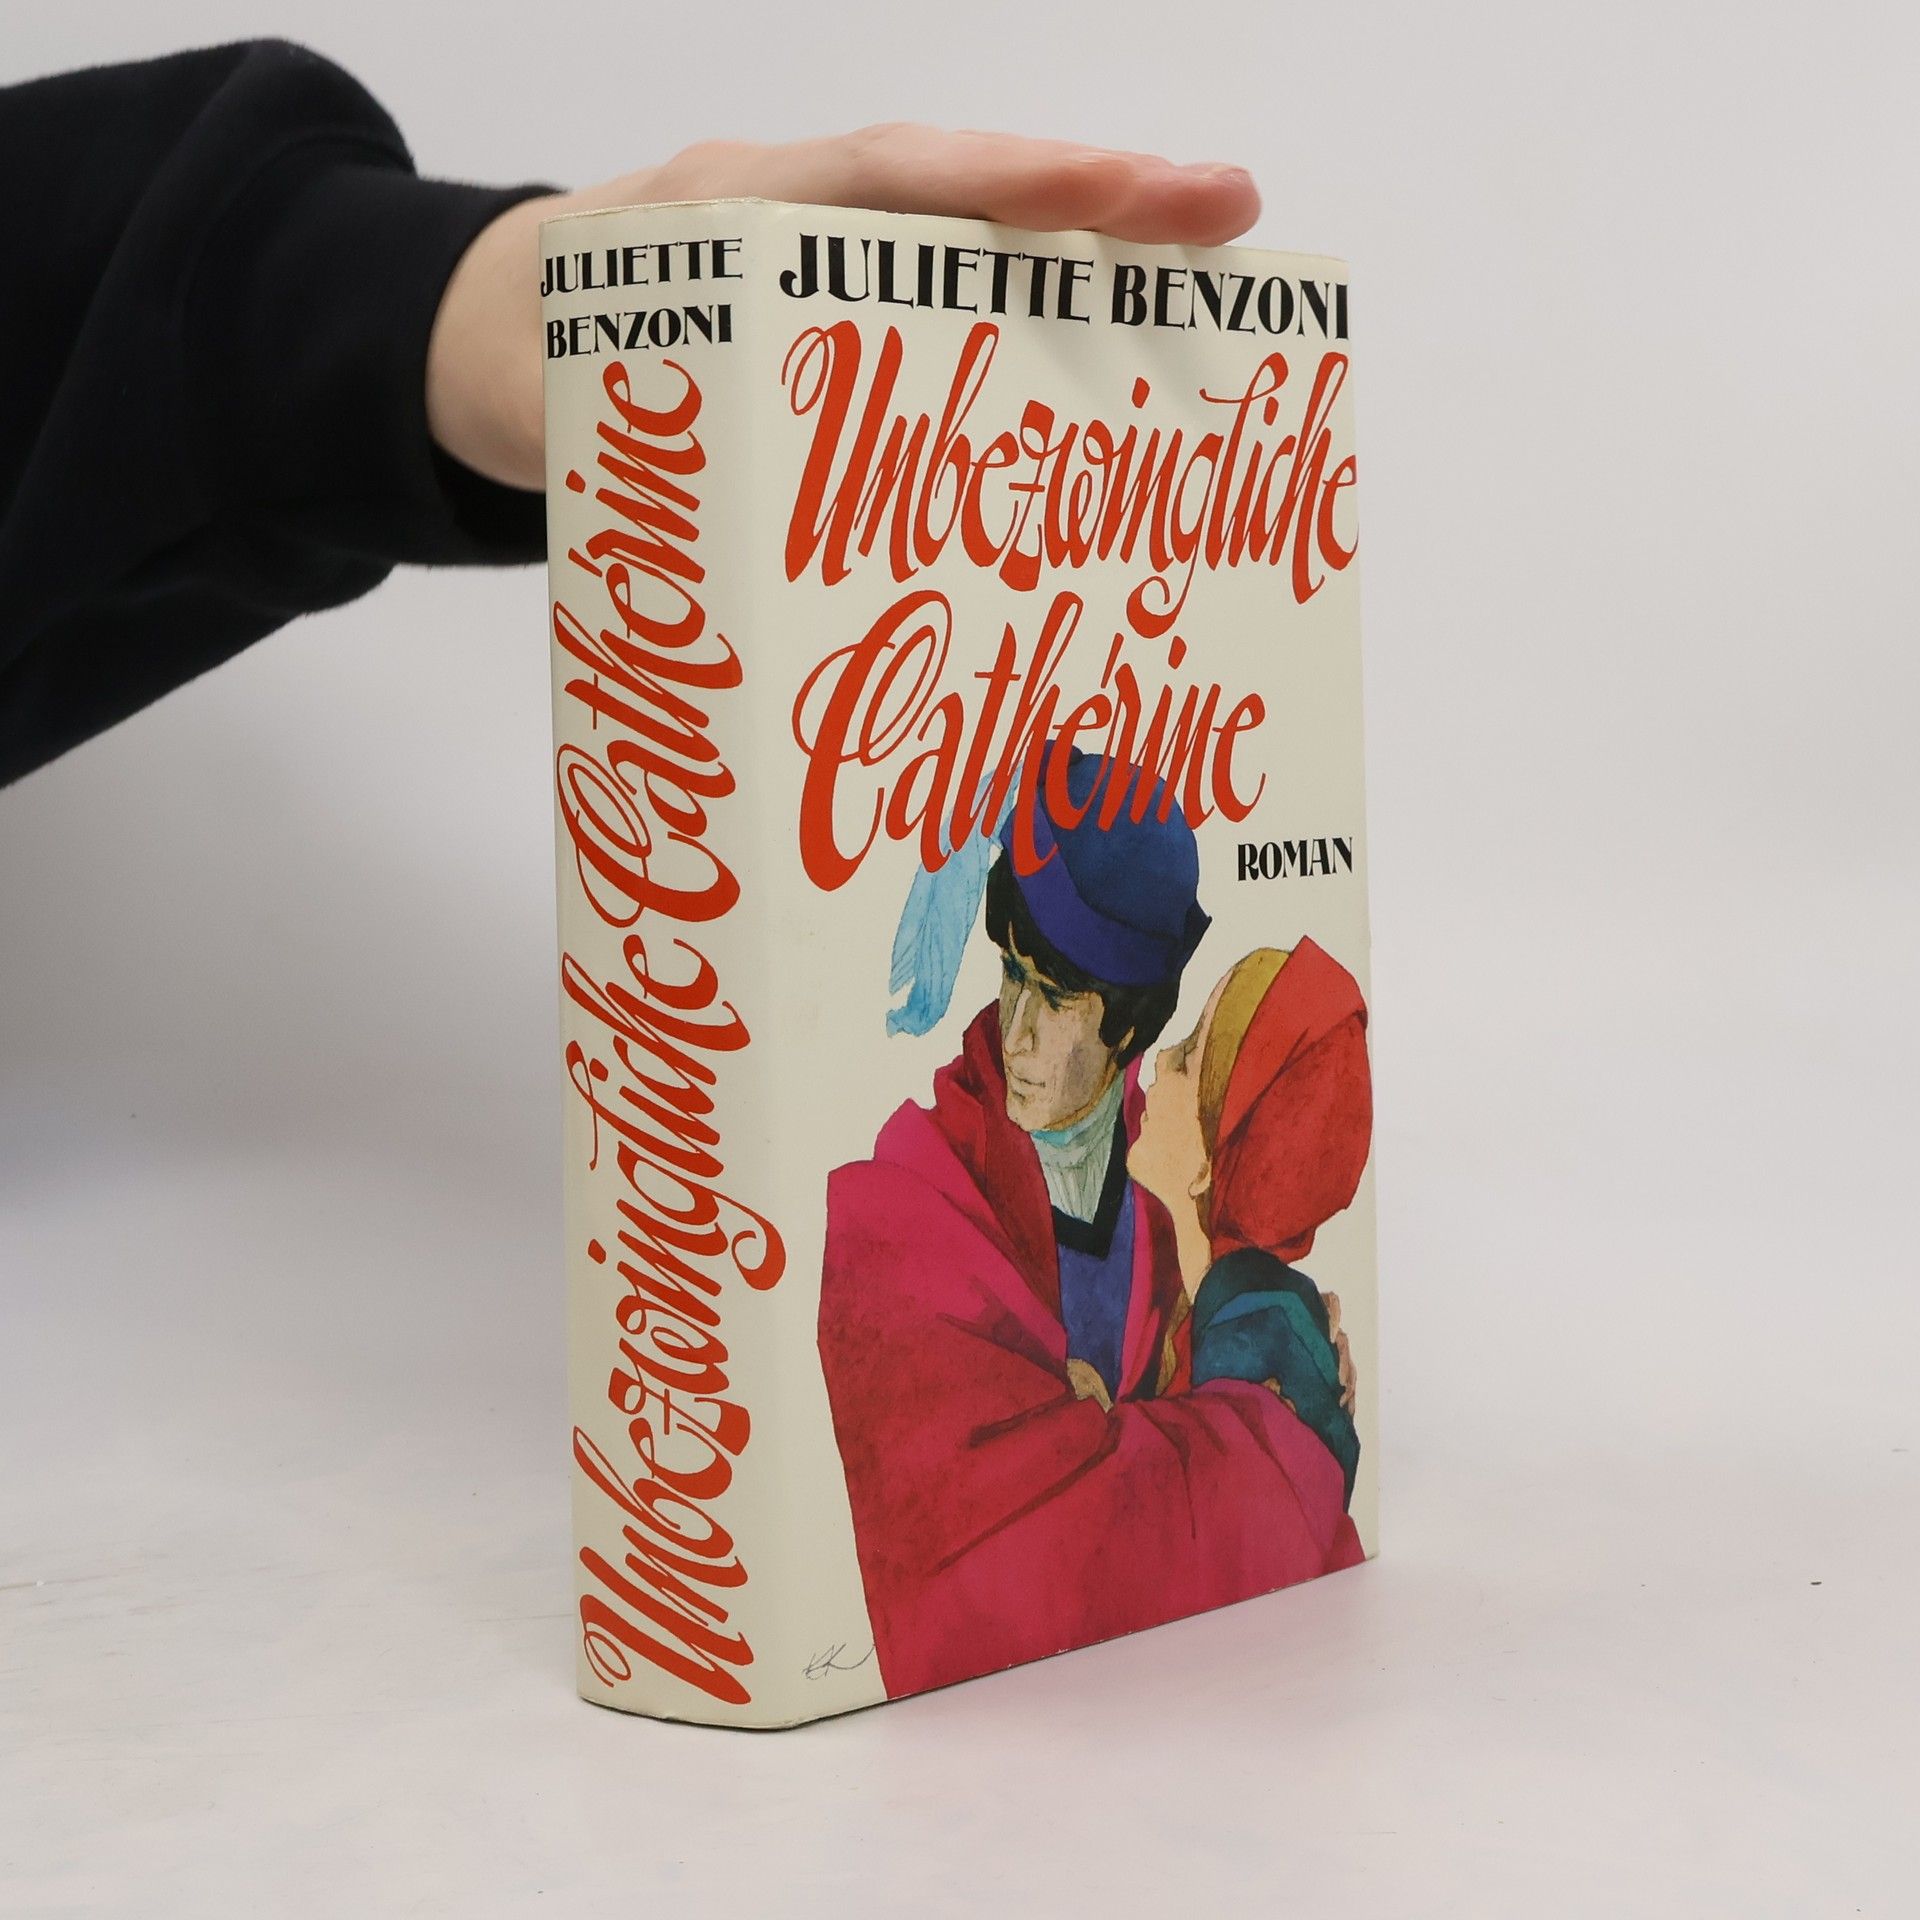 JULIETTE
BENZONI
Unbezwingliche Cathérine
JULIETTE BENZONI
Unbezwingliche
Cathérine
ROMAN